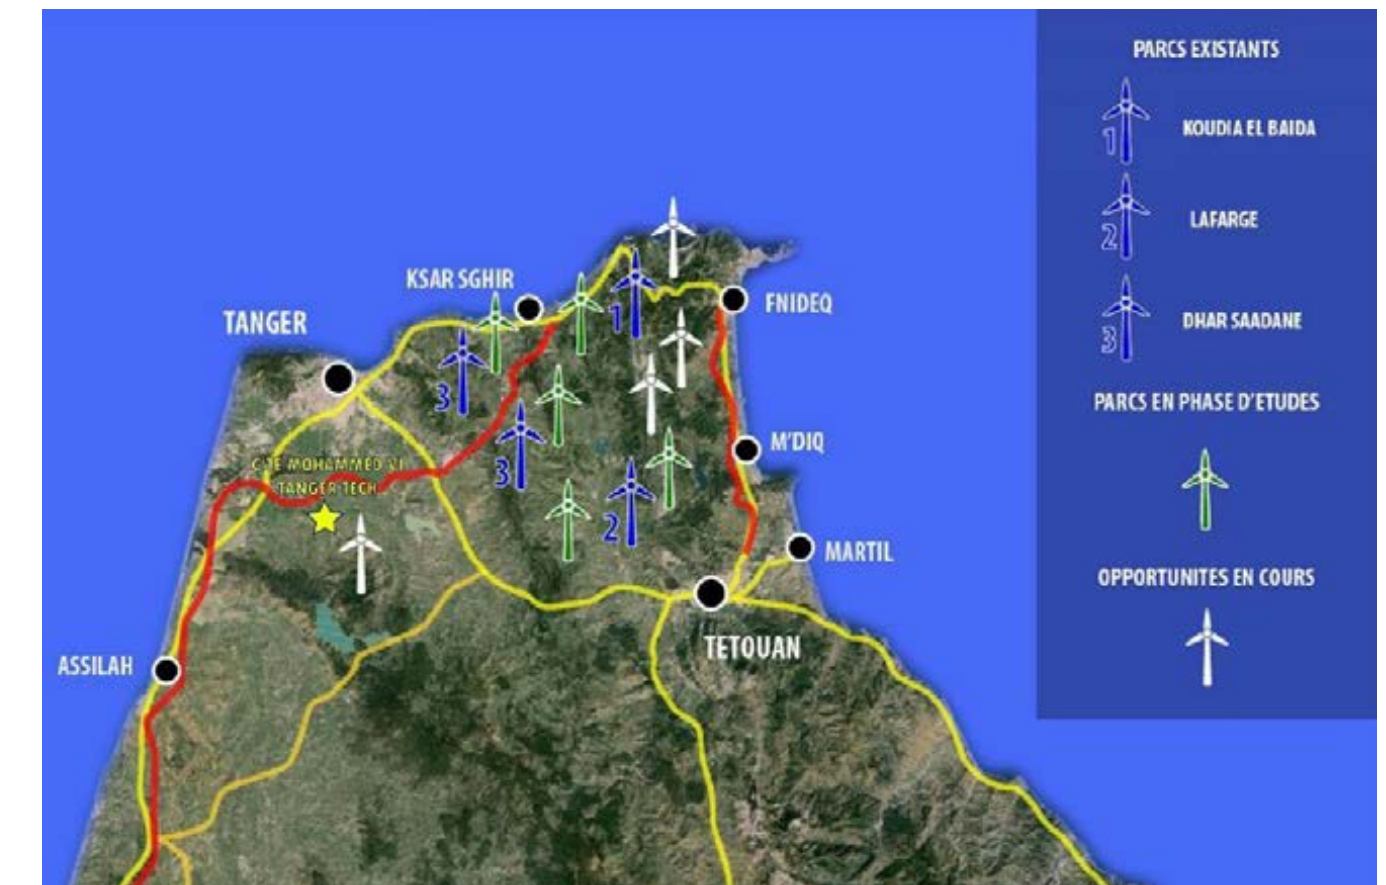 PARCS EXISTANTS
1
KOUDIA EL BAIDA
2
LAFARGE
3
DHAR SAADANE
PARCS EN PHASE D'ETUDES
OPPORTUNITES EN COURS
KSAR SGHIR
TANGER
FNIDEQ
1
3
M'DIQ
3
CITE MOHAMMED VI
TANGER TECH
2
MARTIL
TETOUAN
ASSILAH